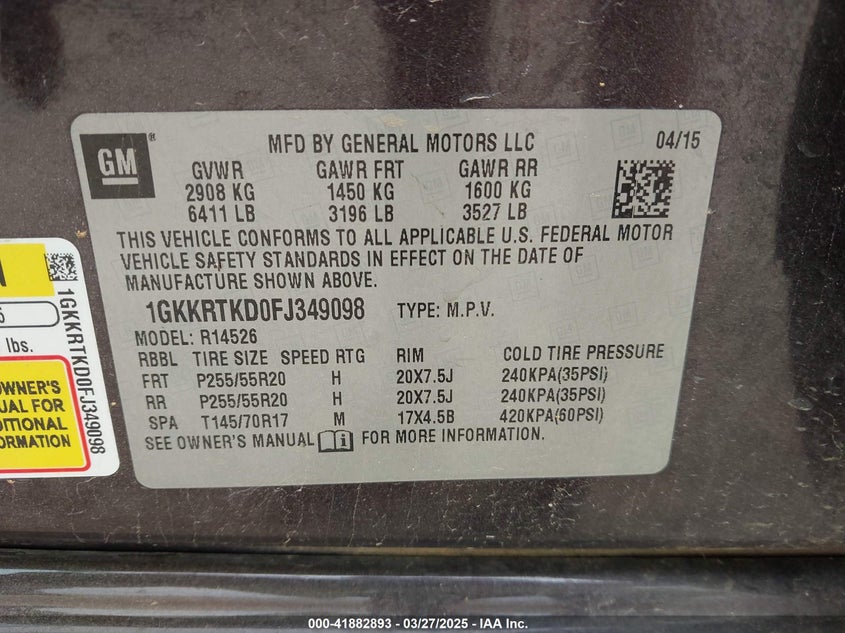 MFD BY GENERAL MOTORS LLC 04/15
GM®
GVWR GAWR FRT GAWR RR
2908 KG 1450 KG 1600 KG
6411 LB 3196 LB 3527 LB
THIS VEHICLE CONFORMS TO ALL APPLICABLE U.S. FEDERAL MOTOR
VEHICLE SAFETY STANDARDS IN EFFECT ON THE DATE OF
MANUFACTURE SHOWN ABOVE.
1GKKRTKD0FJ349098 TYPE: M.P.V.
MODEL: R14526
RBBL TIRE SIZE SPEED RTG RIM COLD TIRE PRESSURE
FRT P255/55R20 H 20X7.5J 240KPA(35PSI)
RR P255/55R20 H 20X7.5J 240KPA(35PSI)
SPA T145/70R17 M 17X4.5B 420KPA(60PSI)
SEE OWNER'S MANUAL FOR MORE INFORMATION.
lbs.
OWNER'S
UAL FOR
DITIONAL
ORMATION
1GKKRTKD0FJ349098
000-41882893 - 03/27/2025 - IAA Inc.